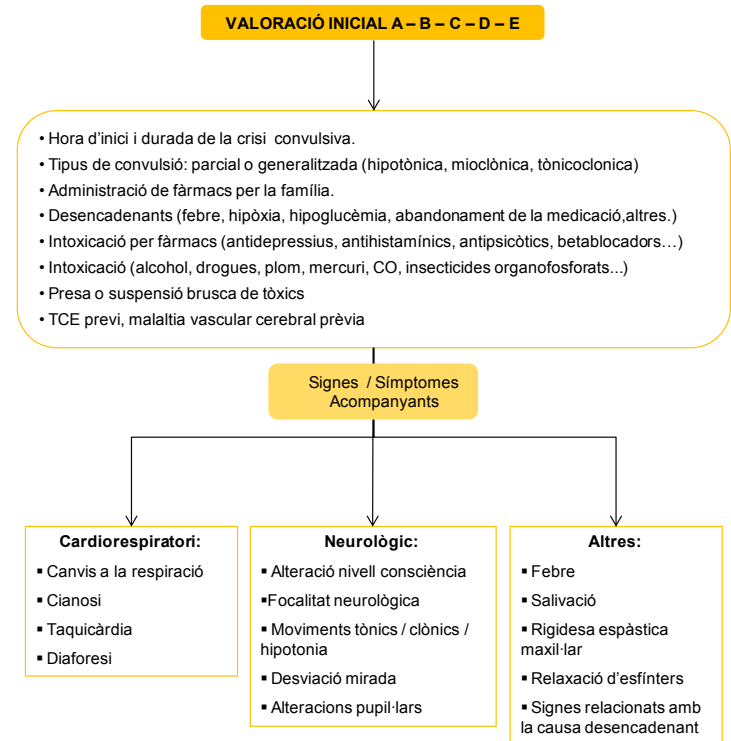 VALORACIÓ INICIAL A – B – C – D – E
• Hora d'inici i durada de la crisi convulsiva.
• Tipus de convulsió: parcial o generalitzada (hipotònica, mioclònica, tònicoclonica)
• Administració de fàrmacs per la família.
• Desencadenants (febre, hipòxia, hipoglucèmia, abandonament de la medicació,altres.)
• Intoxicació per fàrmacs (antidepressius, antihistamínics, antipsicòtics, betablocadors…)
• Intoxicació (alcohol, drogues, plom, mercuri, CO, insecticides organofosforats...)
• Presa o suspensió brusca de tòxics
• TCE previ, malaltia vascular cerebral prèvia
Signes / Símptomes
Acompanyants
Cardiorespiratori:
▪ Canvis a la respiració
▪ Cianosi
▪ Taquicàrdia
▪ Diaforesi
Neurològic:
▪ Alteració nivell consciència
▪Focalitat neurològica
▪ Moviments tònics / clònics /
hipotonia
▪ Desviació mirada
▪ Alteracions pupil·lars
Altres:
▪ Febre
▪ Salivació
▪ Rigidesa espàstica
maxil·lar
▪ Relaxació d'esfínters
▪ Signes relacionats amb
la causa desencadenant